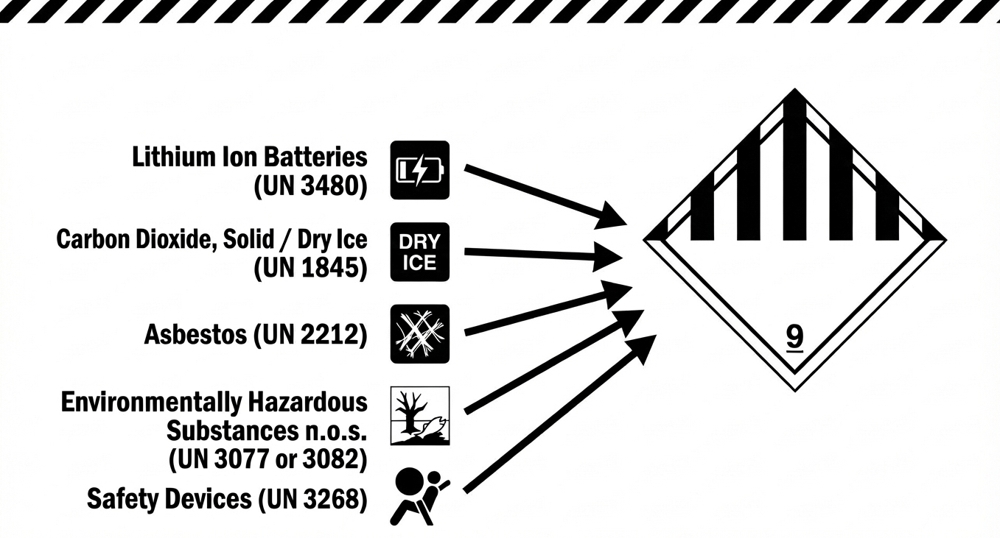 Lithium Ion Batteries
(UN 3480)
Carbon Dioxide, Solid / Dry Ice
(UN 1845)
DRY
ICE
Asbestos (UN 2212)
Environmentally Hazardous
Substances n.o.s.
(UN 3077 or 3082)
Safety Devices (UN 3268)
9